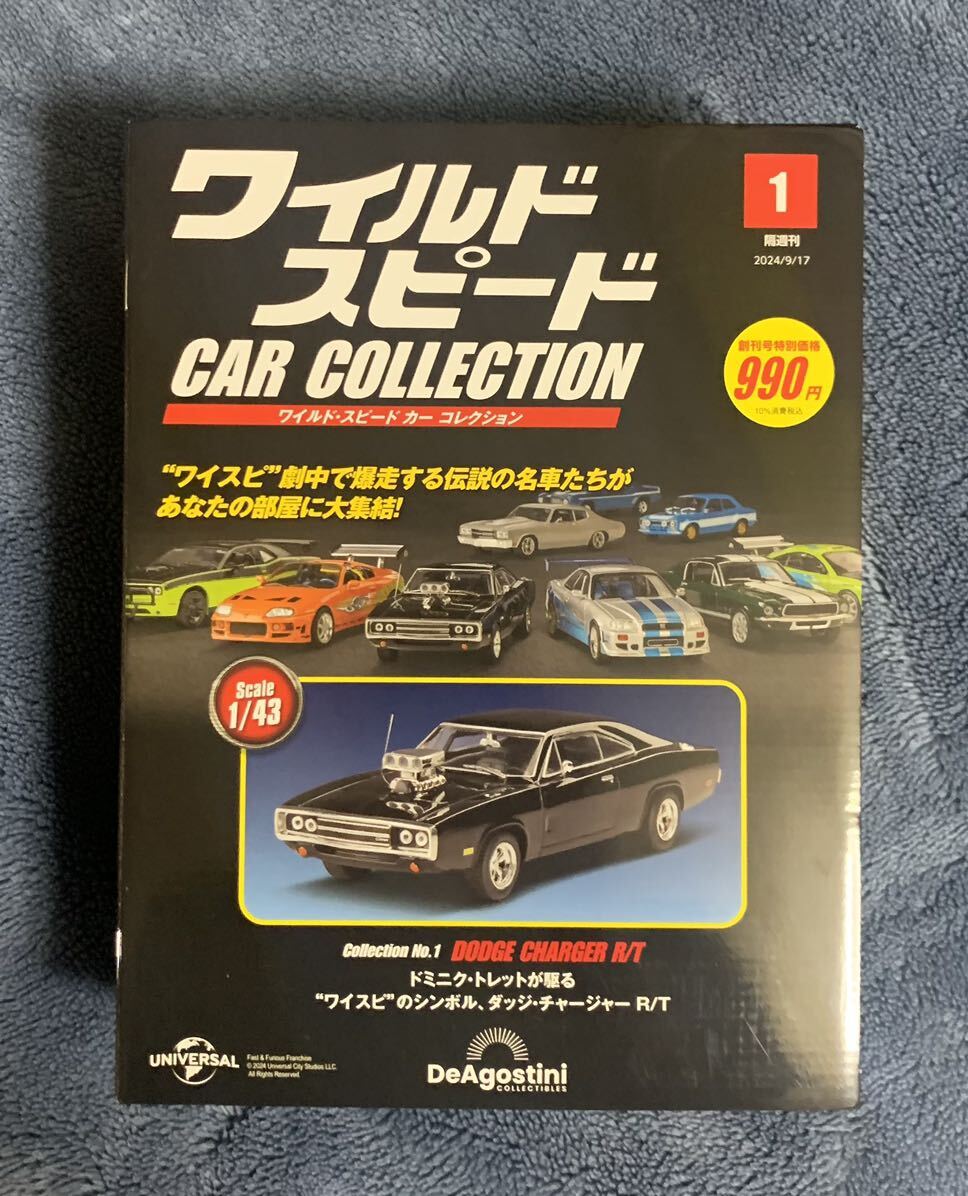 ワイルド
スピード
CAR COLLECTION
ワイルド・スピード カー コレクション
1
隔週刊
2024/9/17
創刊号特別価格
990円
10%消費税込
“ワイスピ”劇中で爆走する伝説の名車たちが
あなたの部屋に大集結!
Scale
1/43
Collection No.1 DODGE CHARGER R/T
ドミニク・トレットが駆る
“ワイスピ”のシンボル、ダッジ・チャージャー R/T
UNIVERSAL
Fast & Furious Franchise
© 2024 Universal City Studios LLC.
All Rights Reserved.
DeAgostini
COLLECTIBLES